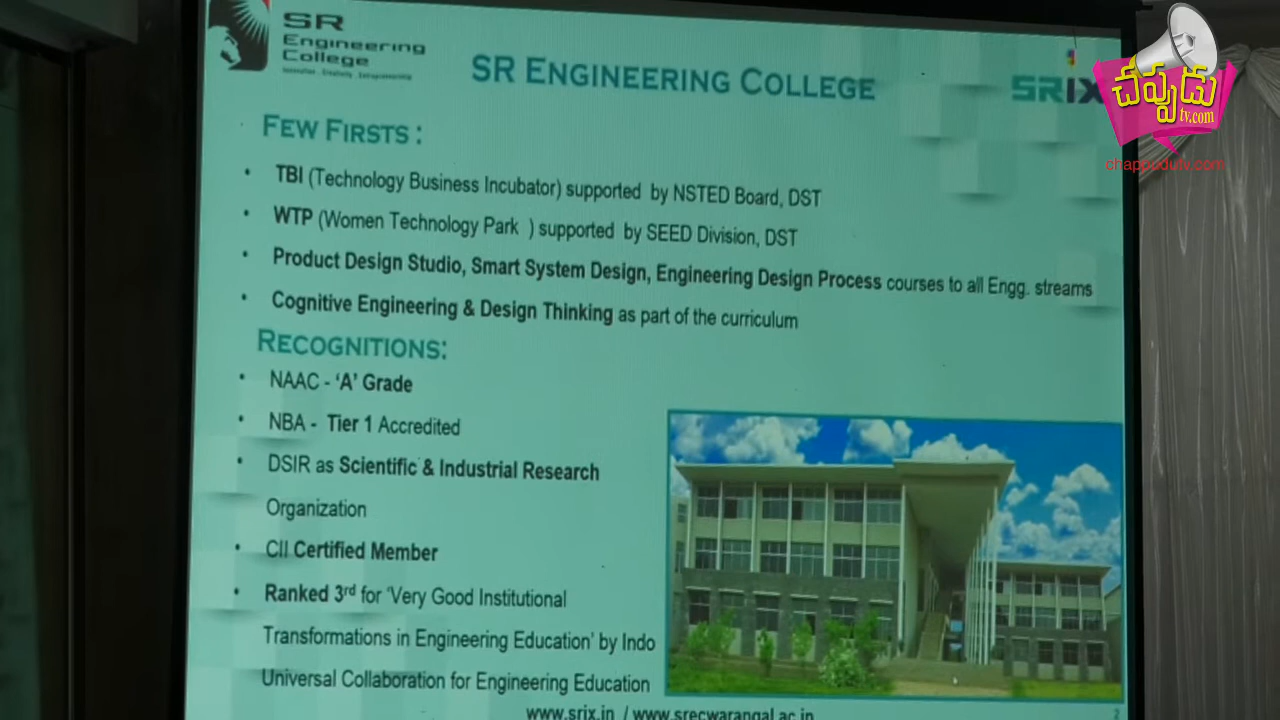 SR
Engineering
College
Innovation . Creativity . Entrepreneurship
SR ENGINEERING COLLEGE
SRIX
చప్పుడు
tv.com
chappudutv.com
FEW FIRSTS :
• TBI (Technology Business Incubator) supported by NSTED Board, DST
• WTP (Women Technology Park ) supported by SEED Division, DST
• Product Design Studio, Smart System Design, Engineering Design Process courses to all Engg. streams
• Cognitive Engineering & Design Thinking as part of the curriculum
RECOGNITIONS:
• NAAC - ‘A’ Grade
• NBA - Tier 1 Accredited
• DSIR as Scientific & Industrial Research
Organization
• CII Certified Member
• Ranked 3rd for ‘Very Good Institutional
Transformations in Engineering Education’ by Indo
Universal Collaboration for Engineering Education
www.srix.in / www.srecwarangal.ac.in
2